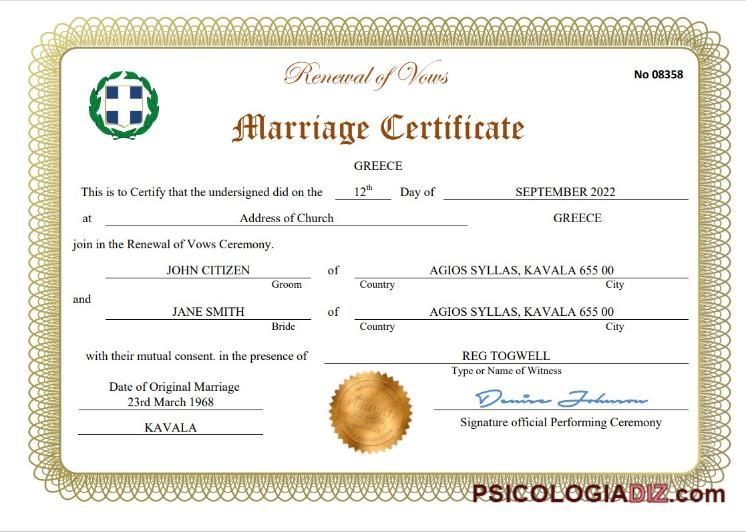 Renewal of Vows
No 08358
Marriage Certificate
GREECE
This is to Certify that the undersigned did on the 12th Day of SEPTEMBER 2022
at Address of Church GREECE
join in the Renewal of Vows Ceremony.
JOHN CITIZEN of AGIOS SYLLAS, KAVALA 655 00
Groom Country City
and
JANE SMITH of AGIOS SYLLAS, KAVALA 655 00
Bride Country City
with their mutual consent. in the presence of REG TOGWELL
Type or Name of Witness
Date of Original Marriage
23rd March 1968
Denise Johnson
Signature official Performing Ceremony
KAVALA
PSICOLOGIADIZ.com